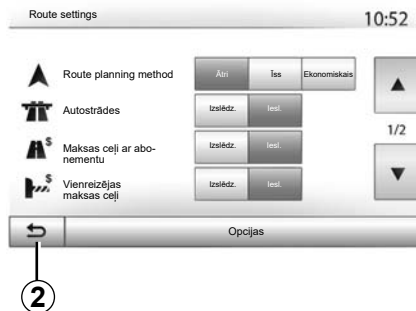 Route settings
10:52
Route planning method
Ātri
Īss
Ekonomiskais
Autostrādes
Izslēdz.
Iesl.
1/2
$
Maksas ceļi ar abo-
nementu
Izslēdz.
Iesl.
$
Vienreizējas
maksas ceļi
Izslēdz.
Iesl.
Opcijas
2